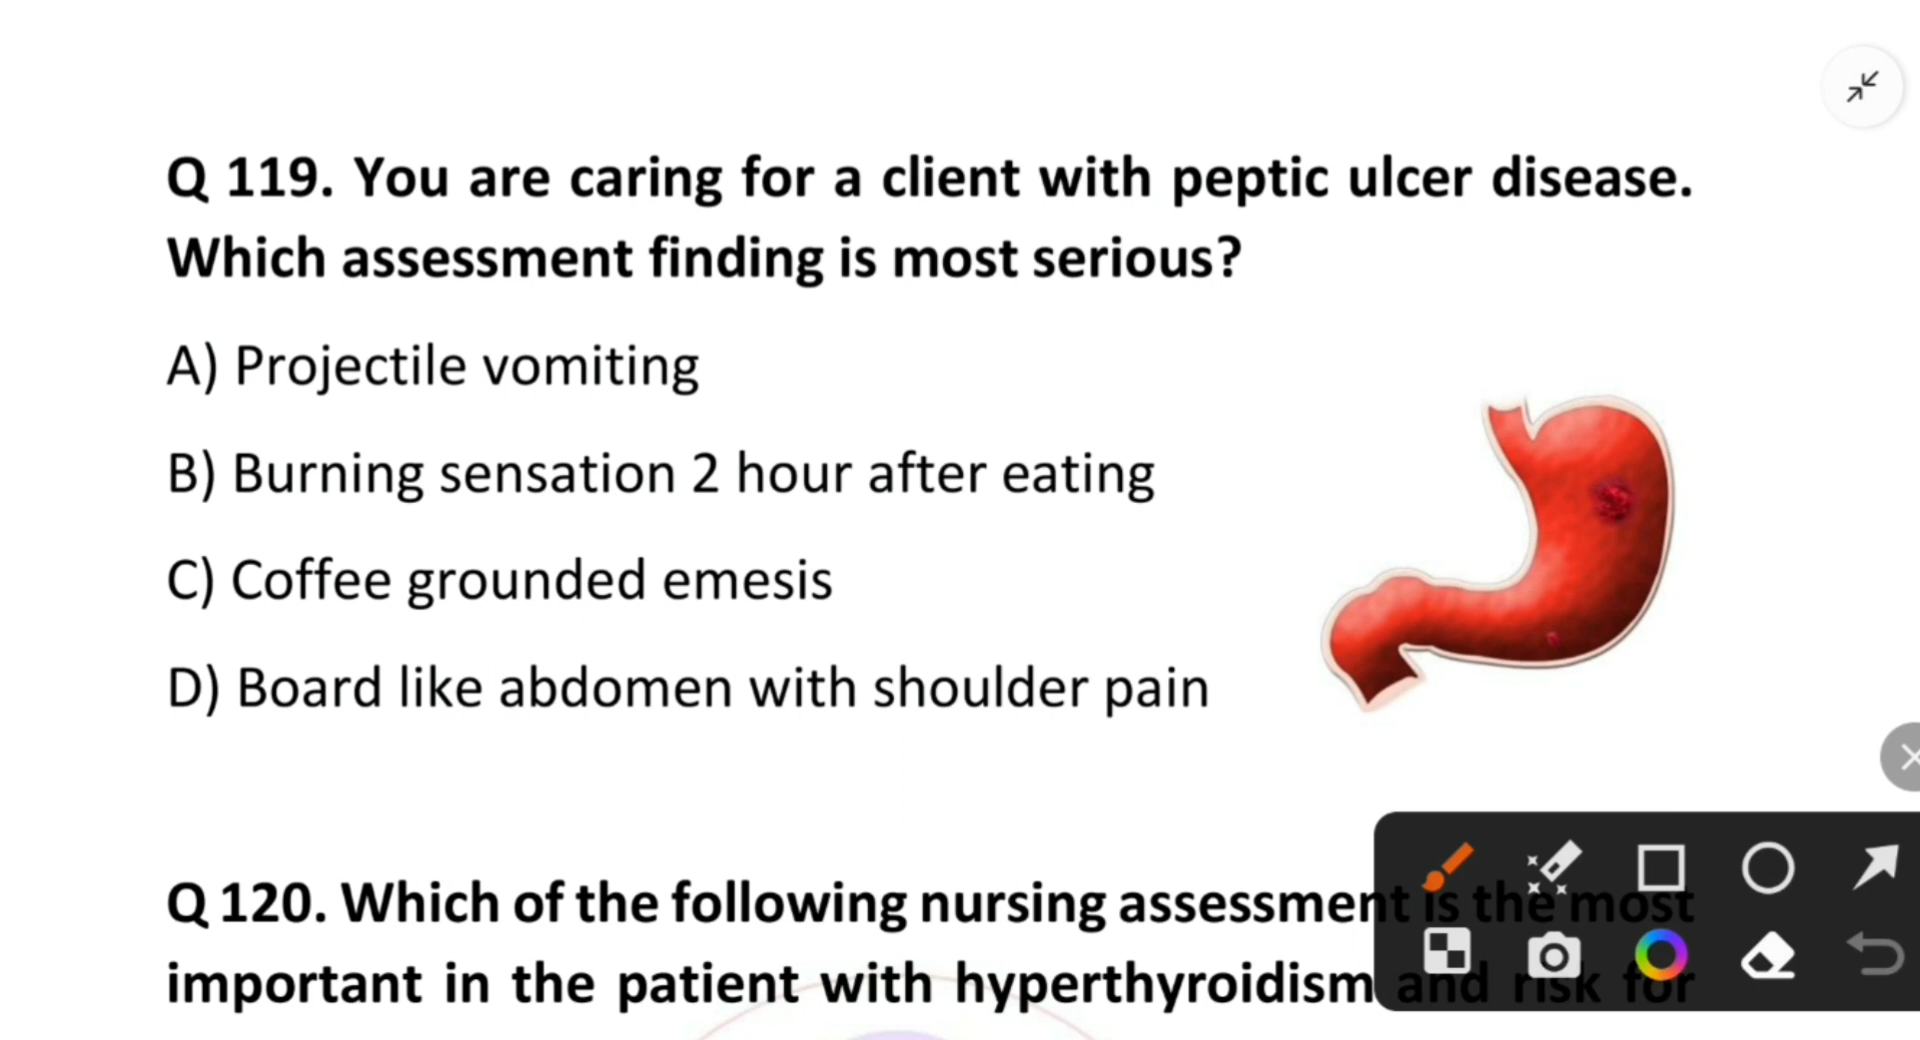 Q 119. You are caring for a client with peptic ulcer disease.
Which assessment finding is most serious?
A) Projectile vomiting
B) Burning sensation 2 hour after eating
C) Coffee grounded emesis
D) Board like abdomen with shoulder pain
Q 120. Which of the following nursing assessment is the most
important in the patient with hyperthyroidism and risk for